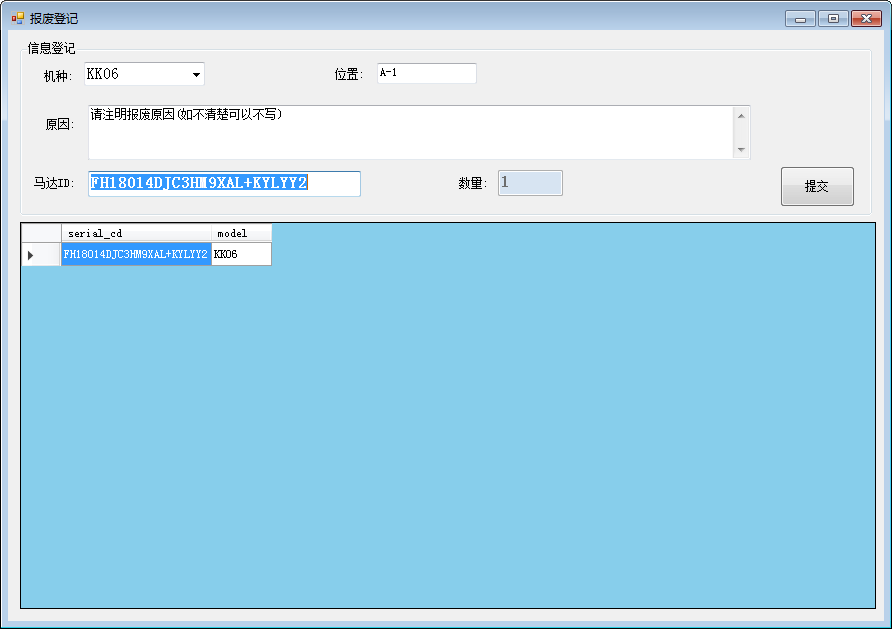 报废登记
信息登记
机种: KK06 位置: A-1
原因: 请注明报废原因(如不清楚可以不写)
马达ID: FH18014DJC3HM9XAL+KYLYY2 数量: 1 提交
serial_cd model
FH18014DJC3HM9XAL+KYLYY2 KK06